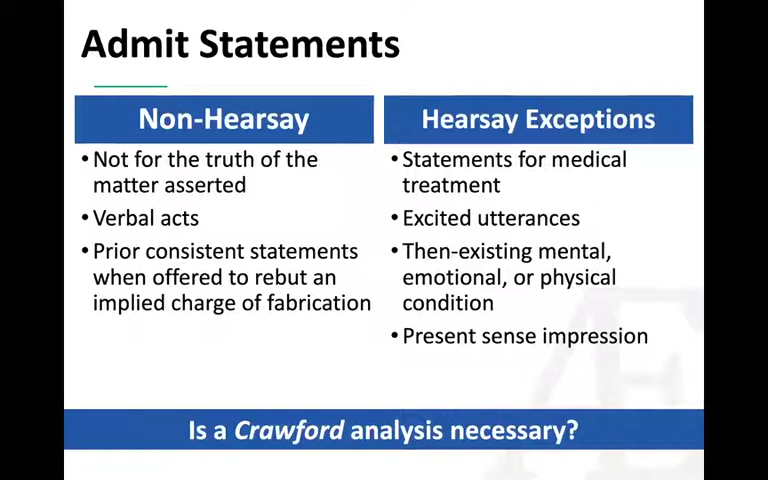 Admit Statements
Non-Hearsay
• Not for the truth of the
matter asserted
• Verbal acts
• Prior consistent statements
when offered to rebut an
implied charge of fabrication
Hearsay Exceptions
• Statements for medical
treatment
• Excited utterances
• Then-existing mental,
emotional, or physical
condition
• Present sense impression
Is a Crawford analysis necessary?